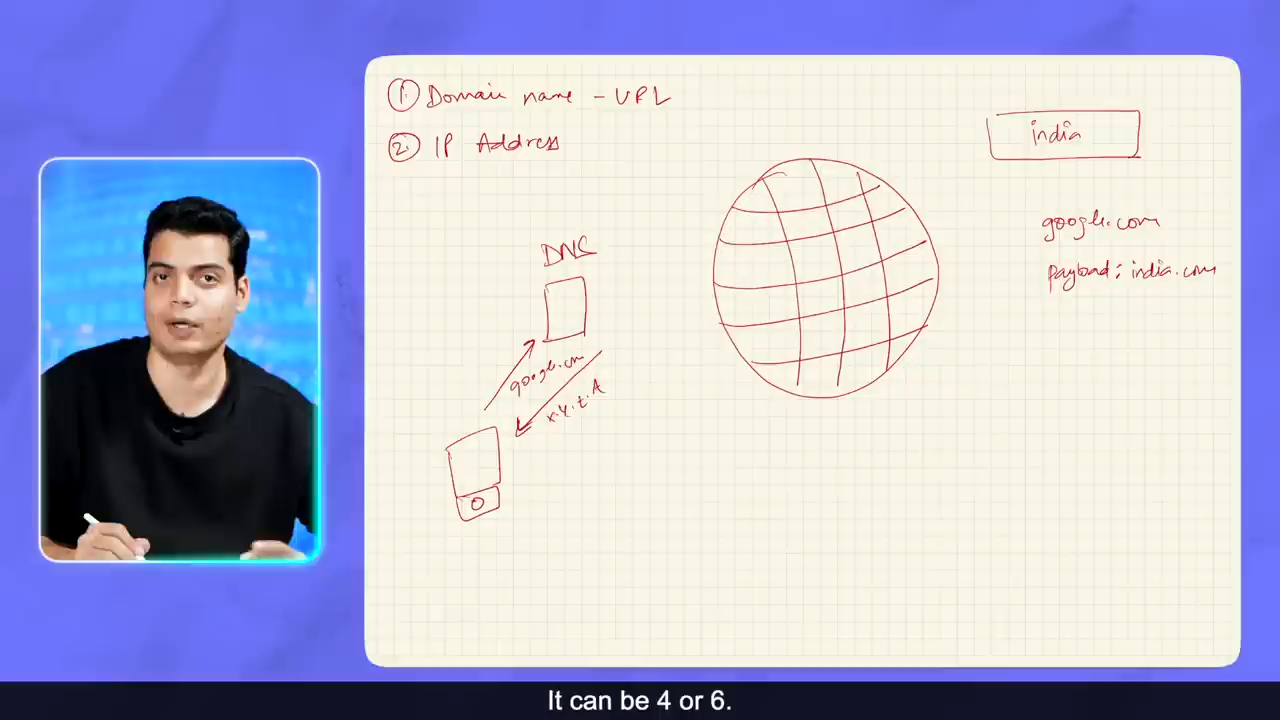 1. Domain name - URL
2. IP Address
india
google.com
payload: india.com
DNS
google.com
x.y.z.A
It can be 4 or 6.